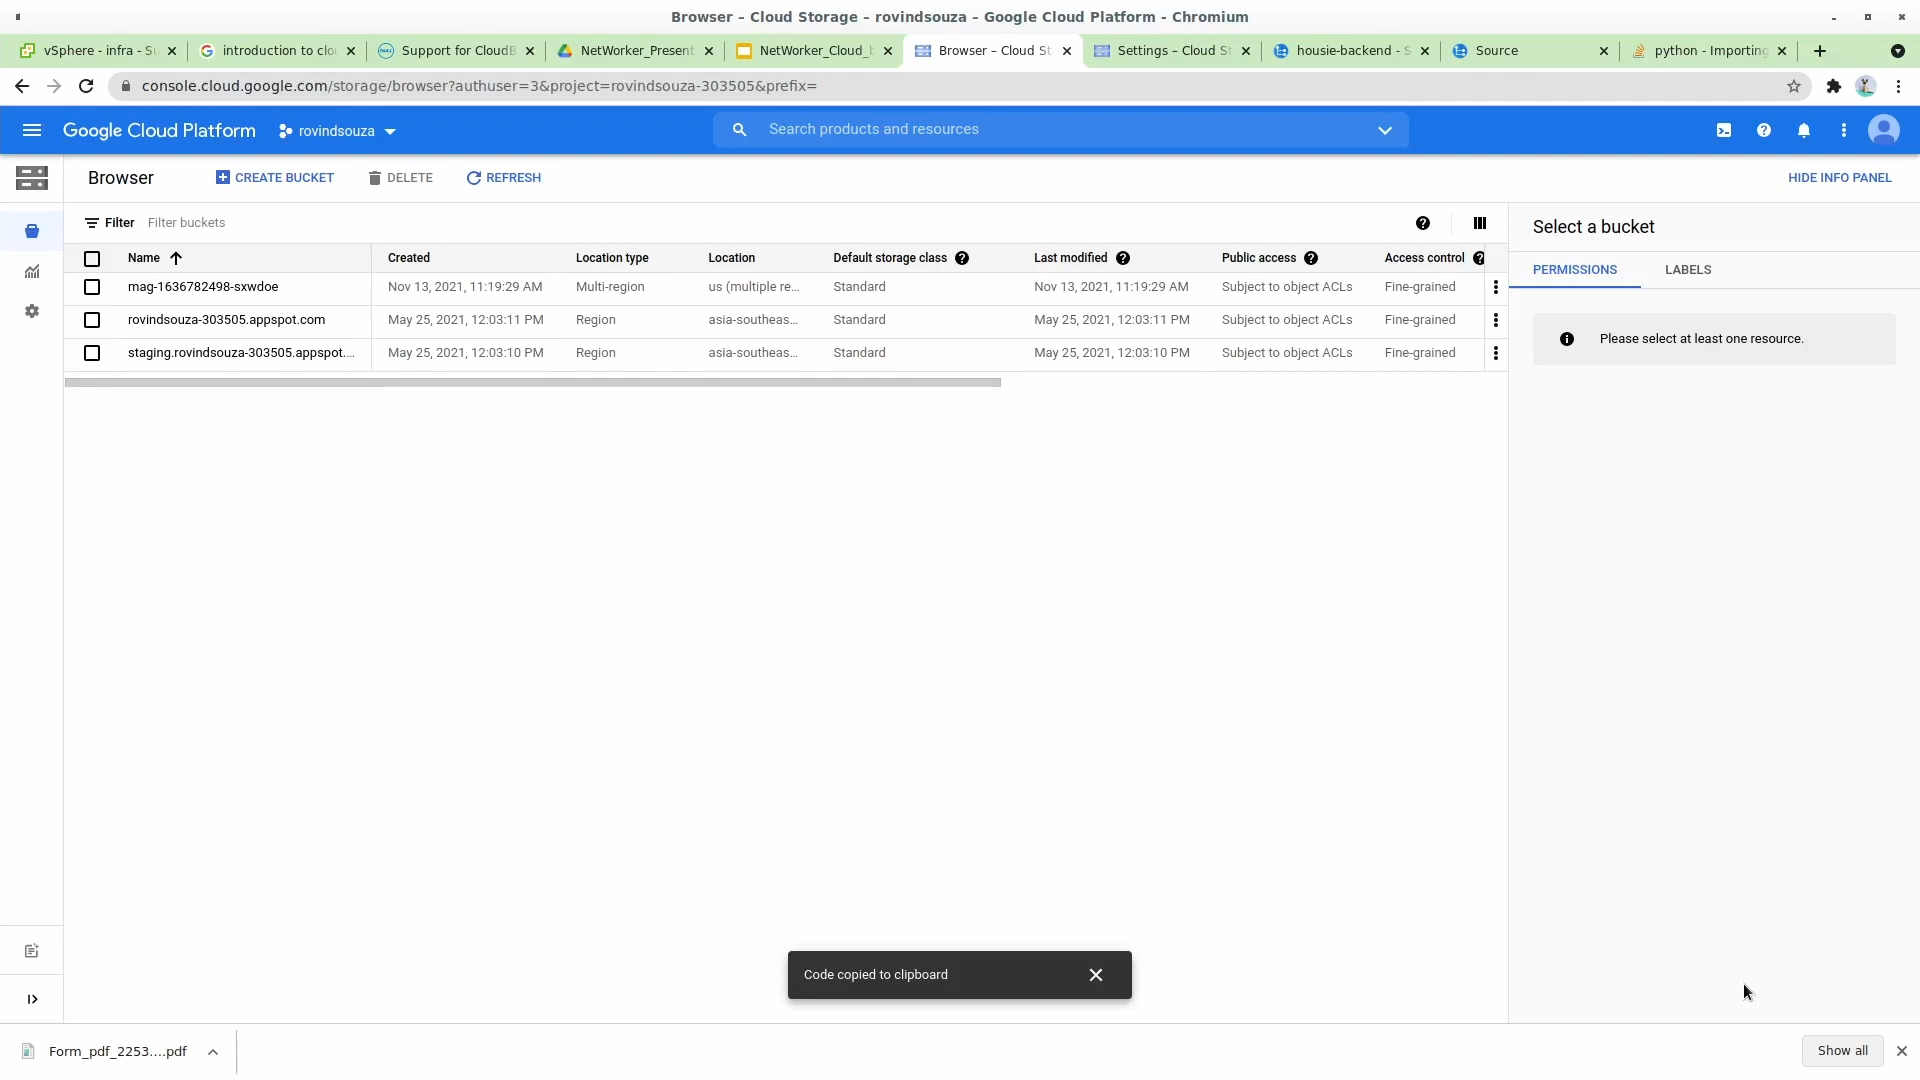 Browser – Cloud Storage – rovindsouza – Google Cloud Platform - Chromium
vSphere - infra - Su
introduction to clou
Support for CloudB
NetWorker_Present
NetWorker_Cloud_b
Browser – Cloud St
Settings – Cloud St
housie-backend - S
Source
python - Importing
console.cloud.google.com/storage/browser?authuser=3&project=rovindsouza-303505&prefix=
Google Cloud Platform
rovindsouza
Search products and resources
Browser
CREATE BUCKET
DELETE
REFRESH
HIDE INFO PANEL
Filter
Filter buckets
Name Created Location type Location Default storage class Last modified Public access Access control
mag-1636782498-sxwdoe Nov 13, 2021, 11:19:29 AM Multi-region us (multiple re... Standard Nov 13, 2021, 11:19:29 AM Subject to object ACLs Fine-grained
rovindsouza-303505.appspot.com May 25, 2021, 12:03:11 PM Region asia-southeas... Standard May 25, 2021, 12:03:11 PM Subject to object ACLs Fine-grained
staging.rovindsouza-303505.appspot.... May 25, 2021, 12:03:10 PM Region asia-southeas... Standard May 25, 2021, 12:03:10 PM Subject to object ACLs Fine-grained
Select a bucket
PERMISSIONS
LABELS
Please select at least one resource.
Code copied to clipboard
Form_pdf_2253....pdf
Show all